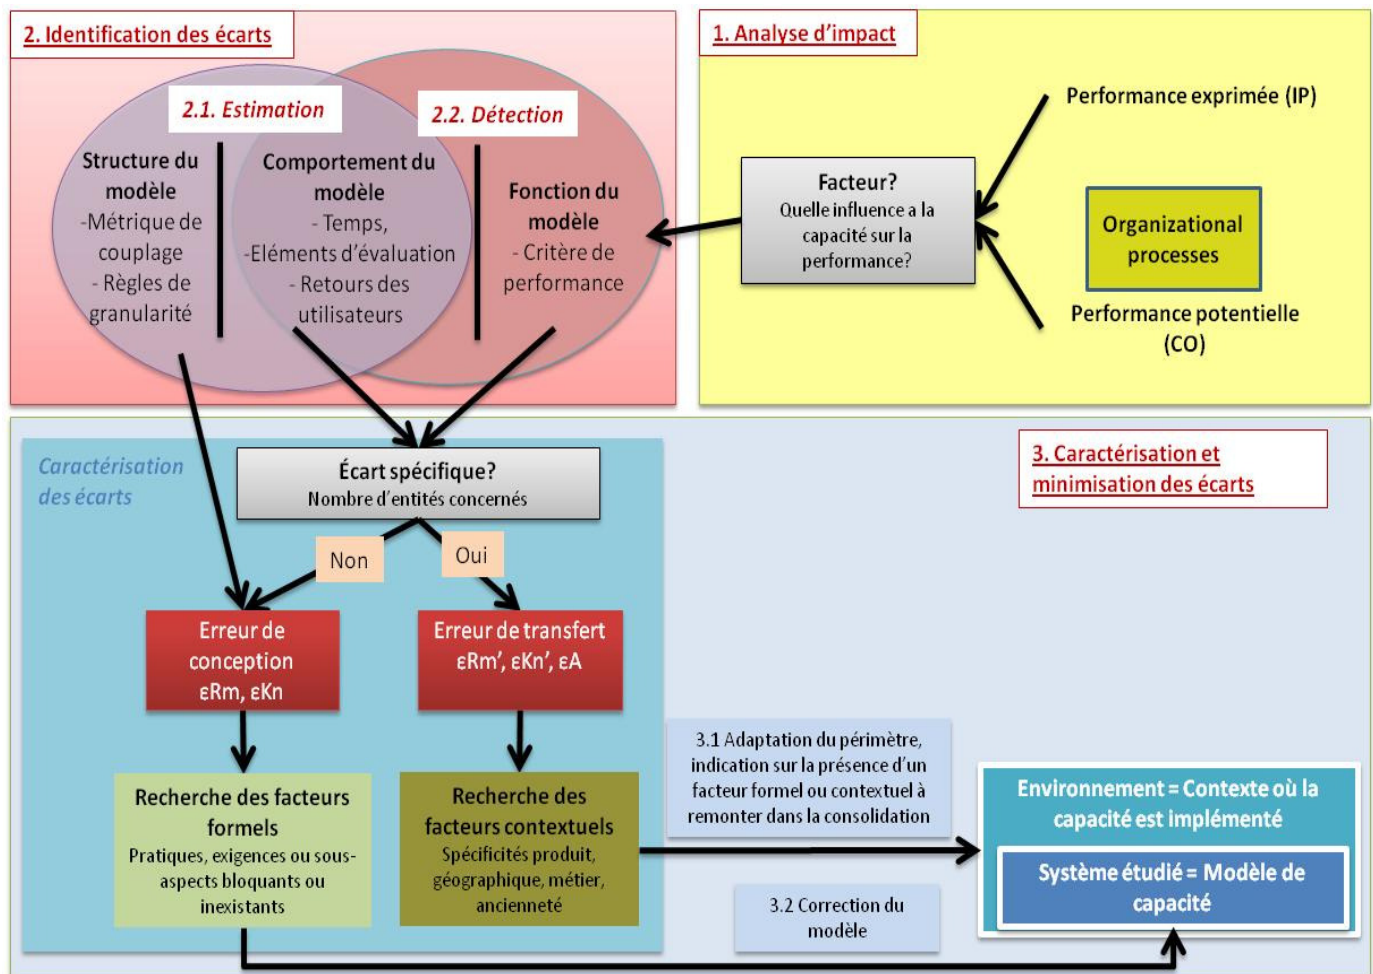 2. Identification des écarts
2.1. Estimation
2.2. Détection
Structure du
modèle
-Métrique de
couplage
- Règles de
granularité
Comportement du
modèle
- Temps,
-Eléments d'évaluation
- Retours des
utilisateurs
Fonction du
modèle
- Critère de
performance
1. Analyse d'impact
Performance exprimée (IP)
Facteur?
Quelle influence a la
capacité sur la
performance?
Organizational
processes
Performance potentielle
(CO)
3. Caractérisation et
minimisation des écarts
Caractérisation
des écarts
Écart spécifique?
Nombre d'entités concernés
Non
Oui
Erreur de
conception
εRm, εKn
Erreur de transfert
εRm', εKn', εA
Recherche des facteurs
formels
Pratiques, exigences ou sous-
aspects bloquants ou
inexistants
Recherche des
facteurs contextuels
Spécificités produit,
géographique, métier,
ancienneté
3.1 Adaptation du périmètre,
indication sur la présence d'un
facteur formel ou contextuel à
remonter dans la consolidation
3.2 Correction du
modèle
Environnement = Contexte où la
capacité est implémenté
Système étudié = Modèle de
capacité